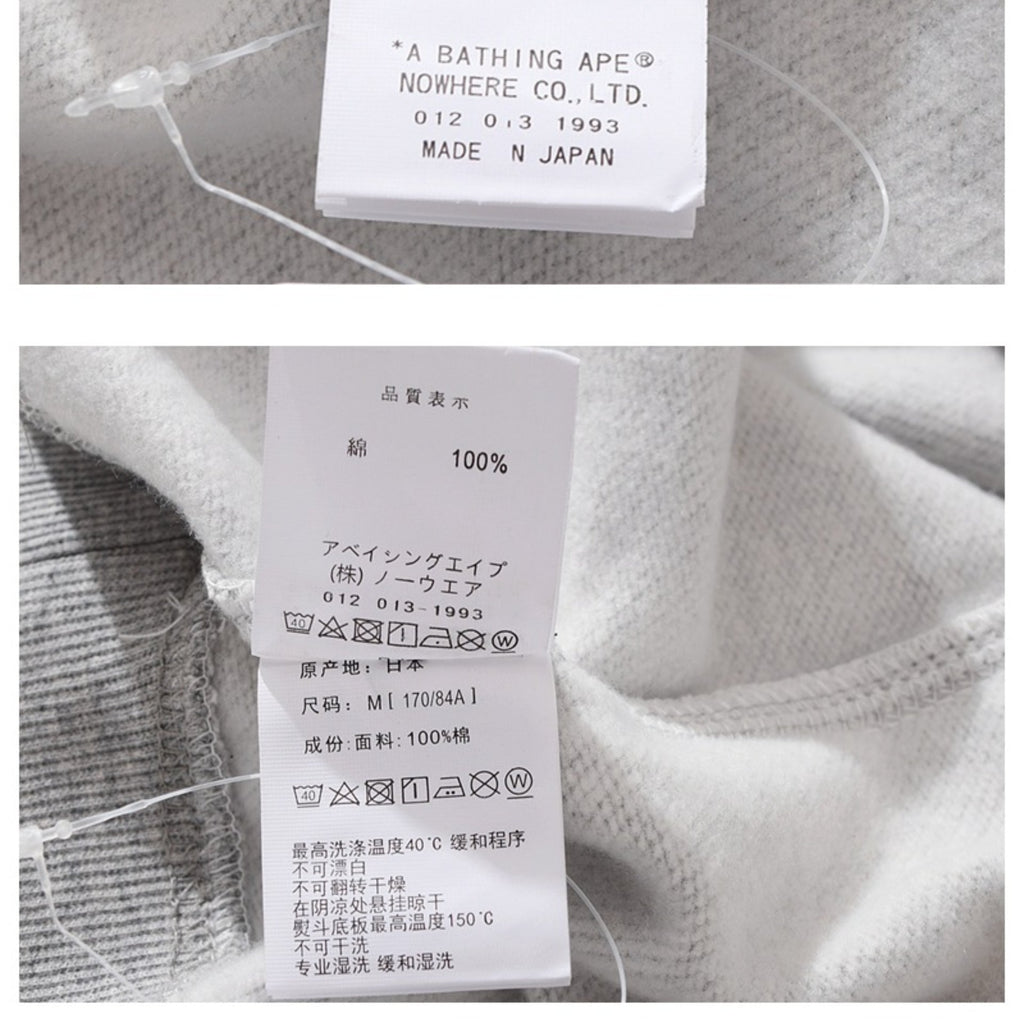 *A BATHING APE®
NOWHERE CO.,LTD.
012 013 1993
MADE N JAPAN
品質表示
綿 100%
アベイシングエイプ
(株) ノーウエア
012 013-1993
40 W
原产地：日本
尺码：M[ 170/84A ]
成份:面料:100%棉
40 W
最高洗涤温度40°C 缓和程序
不可漂白
不可翻转干燥
在阴凉处悬挂晾干
熨斗底板最高温度150°C
不可干洗
专业湿洗 缓和湿洗